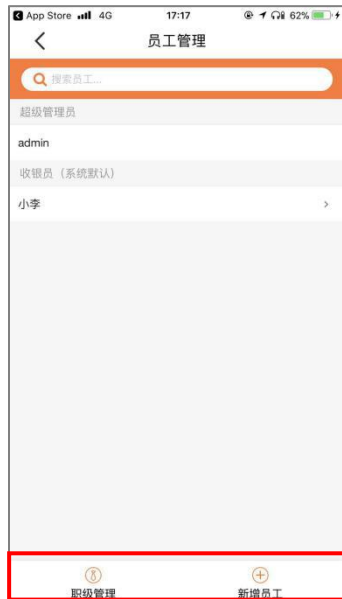 App Store 4G 17:17 62%
员工管理
搜索员工...
超级管理员
admin
收银员（系统默认）
小李
职级管理 新增员工